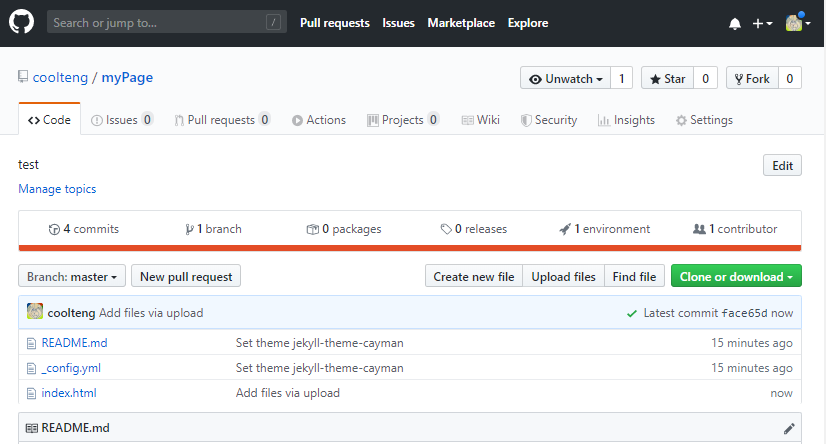 Search or jump to... / Pull requests Issues Marketplace Explore
coolteng / myPage Unwatch 1 Star 0 Fork 0
Code Issues 0 Pull requests 0 Actions Projects 0 Wiki Security Insights Settings
test Edit
Manage topics
4 commits 1 branch 0 packages 0 releases 1 environment 1 contributor
Branch: master New pull request Create new file Upload files Find file Clone or download
coolteng Add files via upload Latest commit face65d now
README.md Set theme jekyll-theme-cayman 15 minutes ago
_config.yml Set theme jekyll-theme-cayman 15 minutes ago
index.html Add files via upload now
README.md